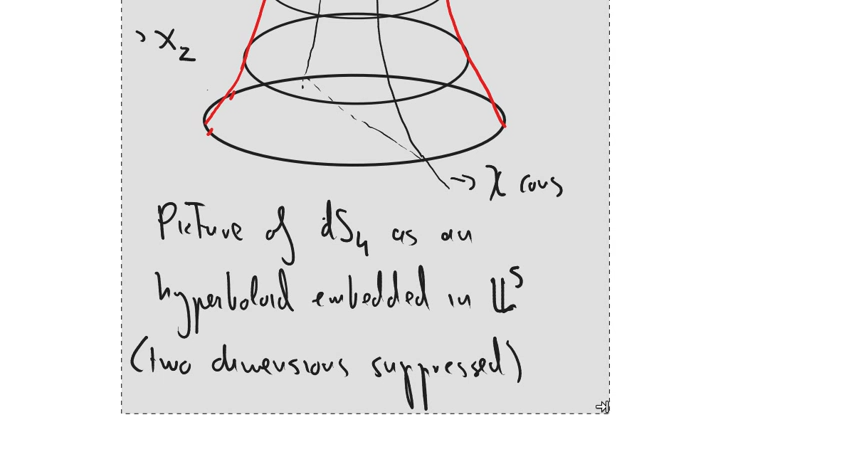 → X₂
→ χ cons
Picture of dS₄ as an
hyperboloid embedded in 𝕃⁵
(two dimensions suppressed)